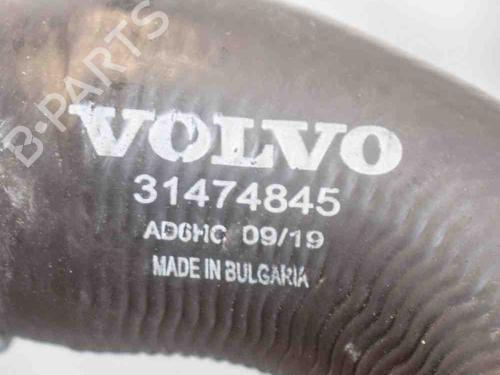 B-PARTS
VOLVO
31474845
AD6HC 09/19
MADE IN BULGARIA